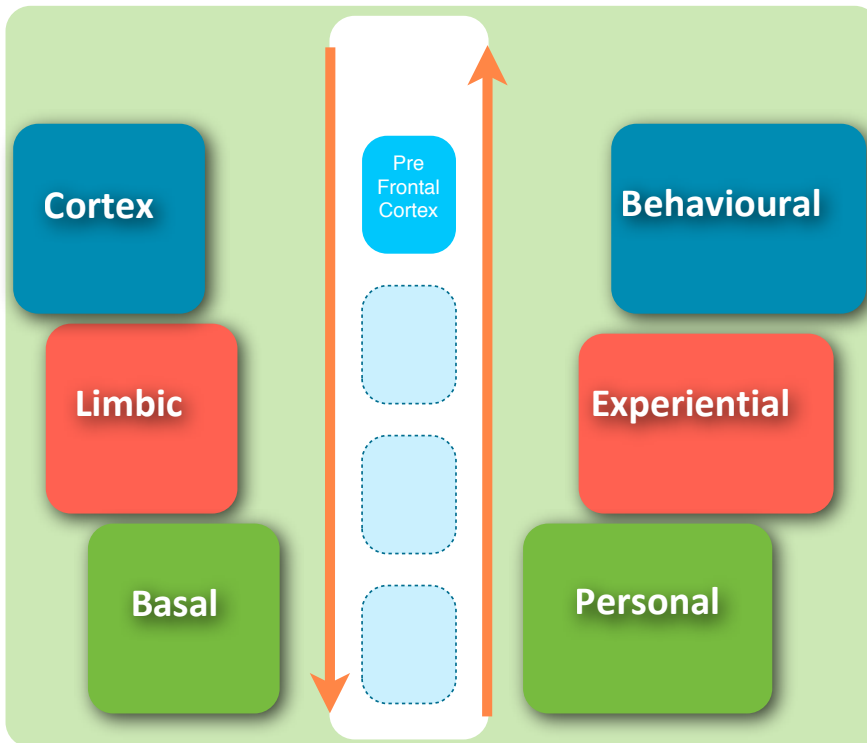 Pre
Frontal
Cortex
Cortex
Behavioural
Limbic
Experiential
Basal
Personal